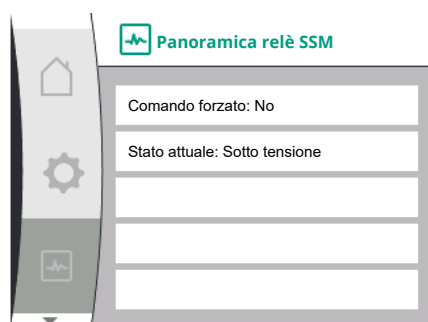 Panoramica relè SSM
Comando forzato: No
Stato attuale: Sotto tensione